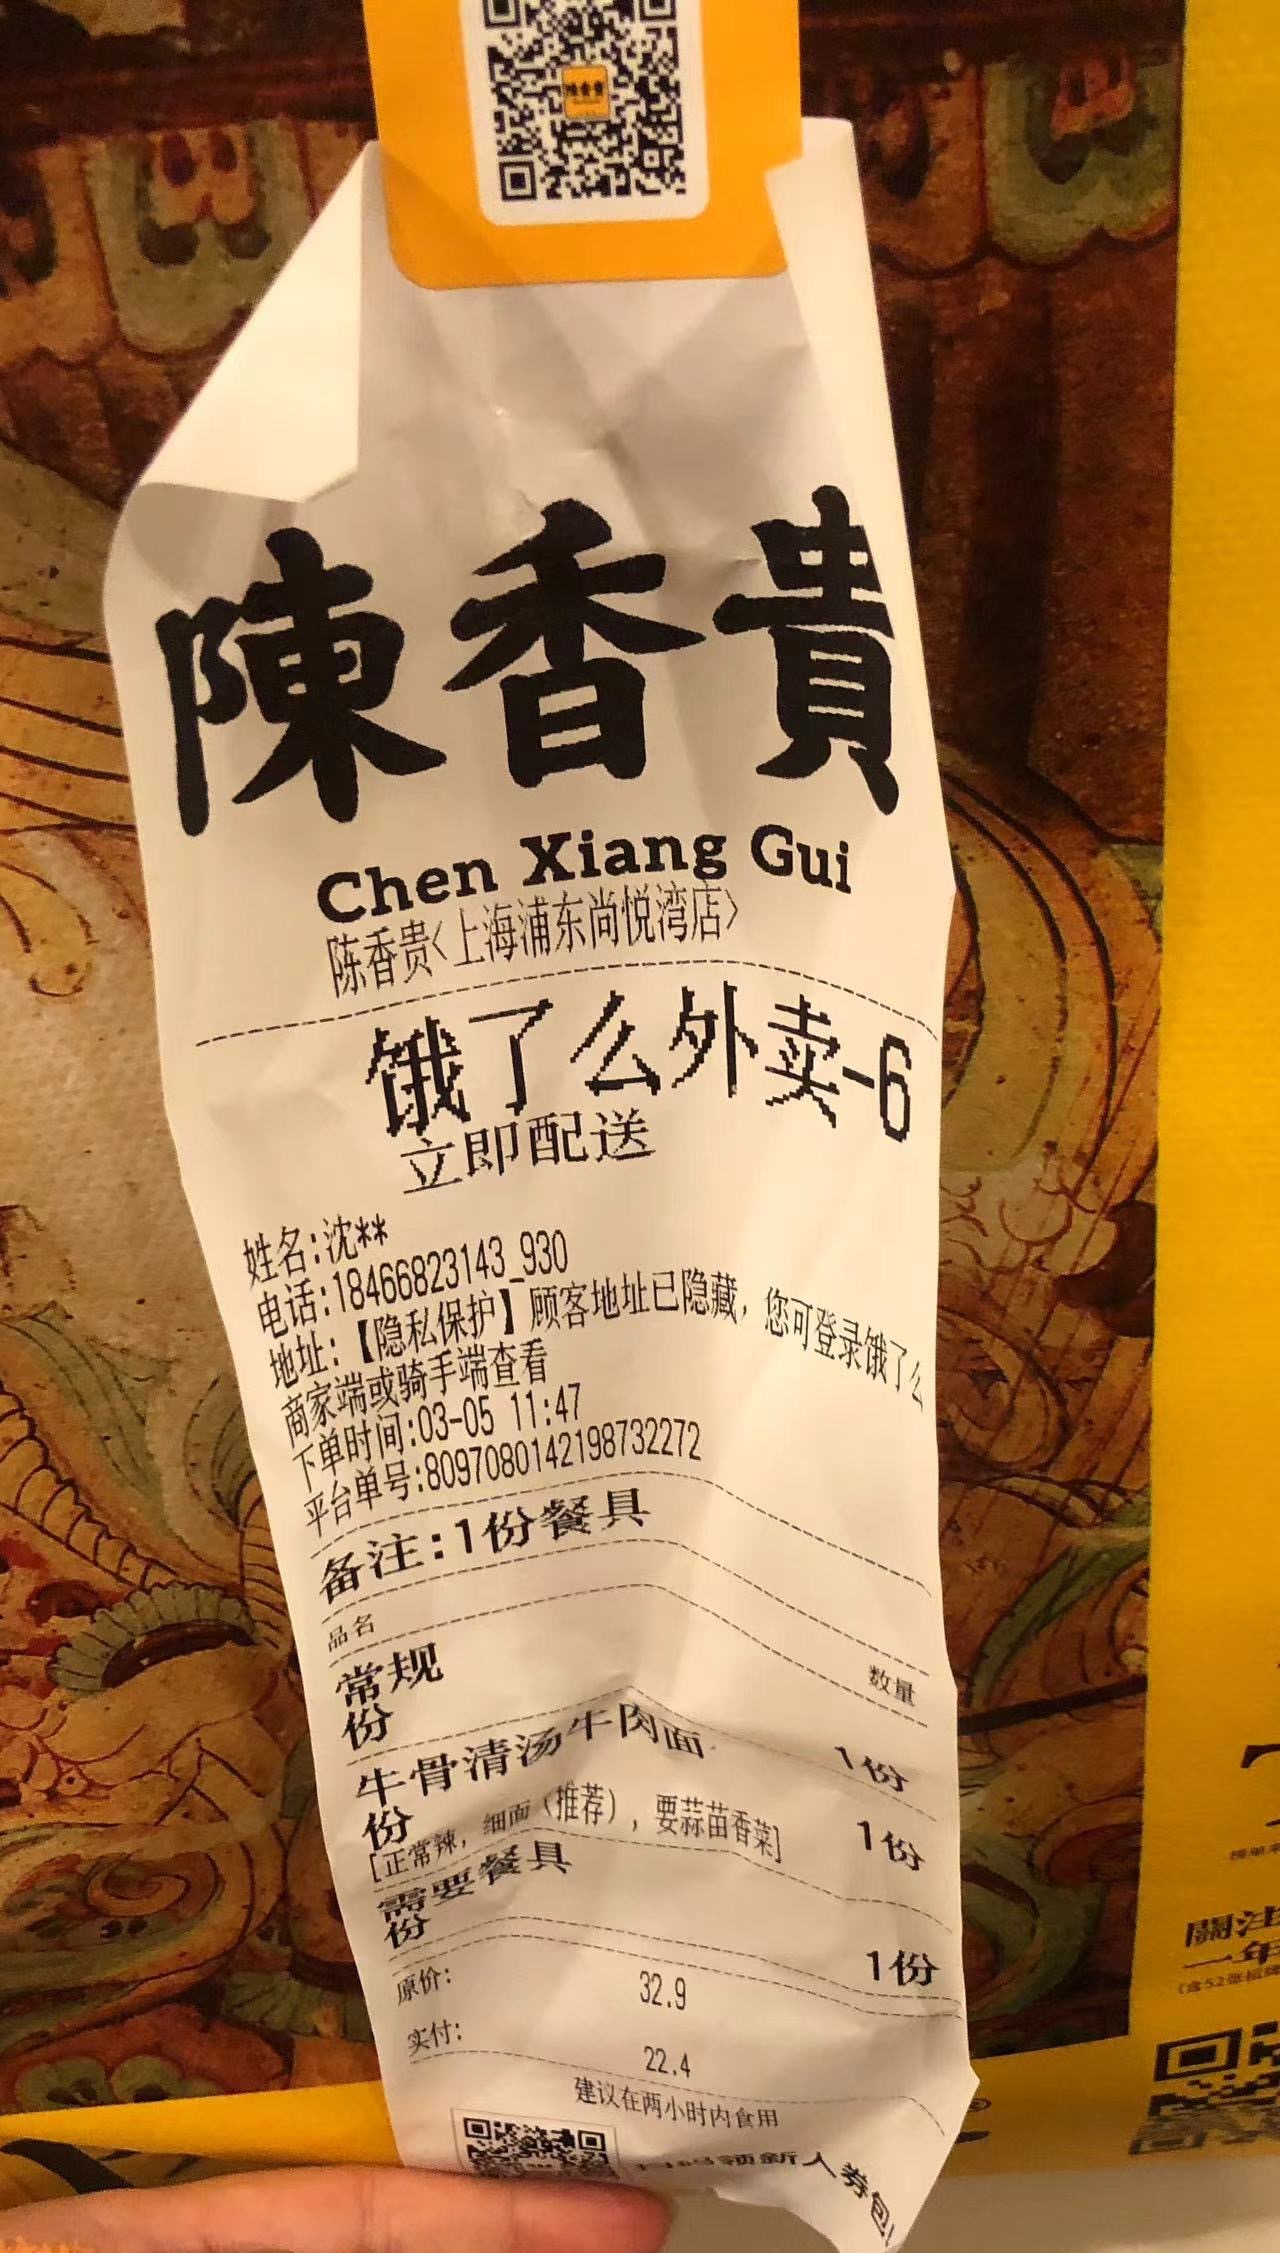 陳香貴
Chen Xiang Gui
陈香贵<上海浦东尚悦湾店>
饿了么外卖-6
立即配送
姓名:沈**
电话:18466823143_930
地址:【隐私保护】顾客地址已隐藏，您可登录饿了么
商家端或骑手端查看
下单时间:03-05 11:47
平台单号:8097080142198732272
备注:1份餐具
品名 数量
常规 1份
份
牛骨清汤牛肉面 1份
份
[正常辣，细面（推荐），要蒜苗香菜]
需要餐具 1份
份
原价: 32.9
实付: 22.4
建议在两小时内食用
领新人券包
關注
一年